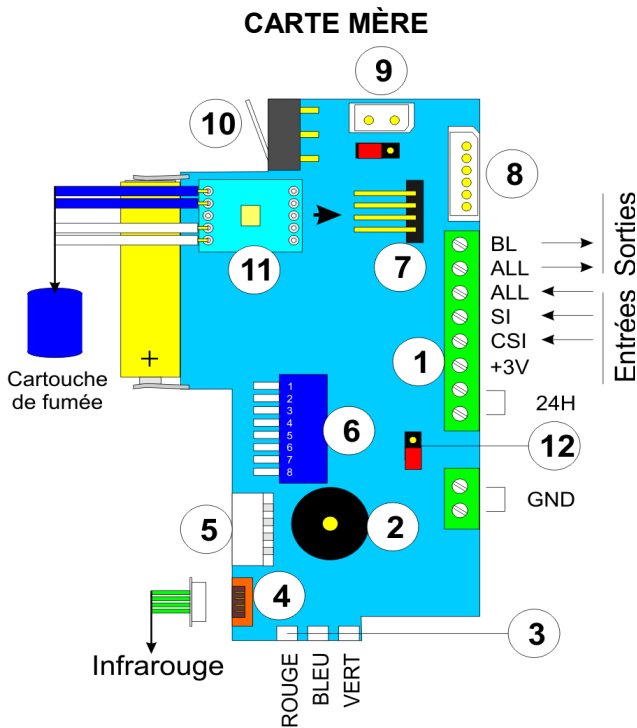 CARTE MÈRE
9
10
8
11
7
BL
ALL
ALL
SI
CSI
+3V
24H
GND
Sorties
Entrées
1
+
Cartouche
de fumée
1
2
3
4
5
6
7
8
6
12
5
2
4
3
Infrarouge
ROUGE
BLEU
VERT